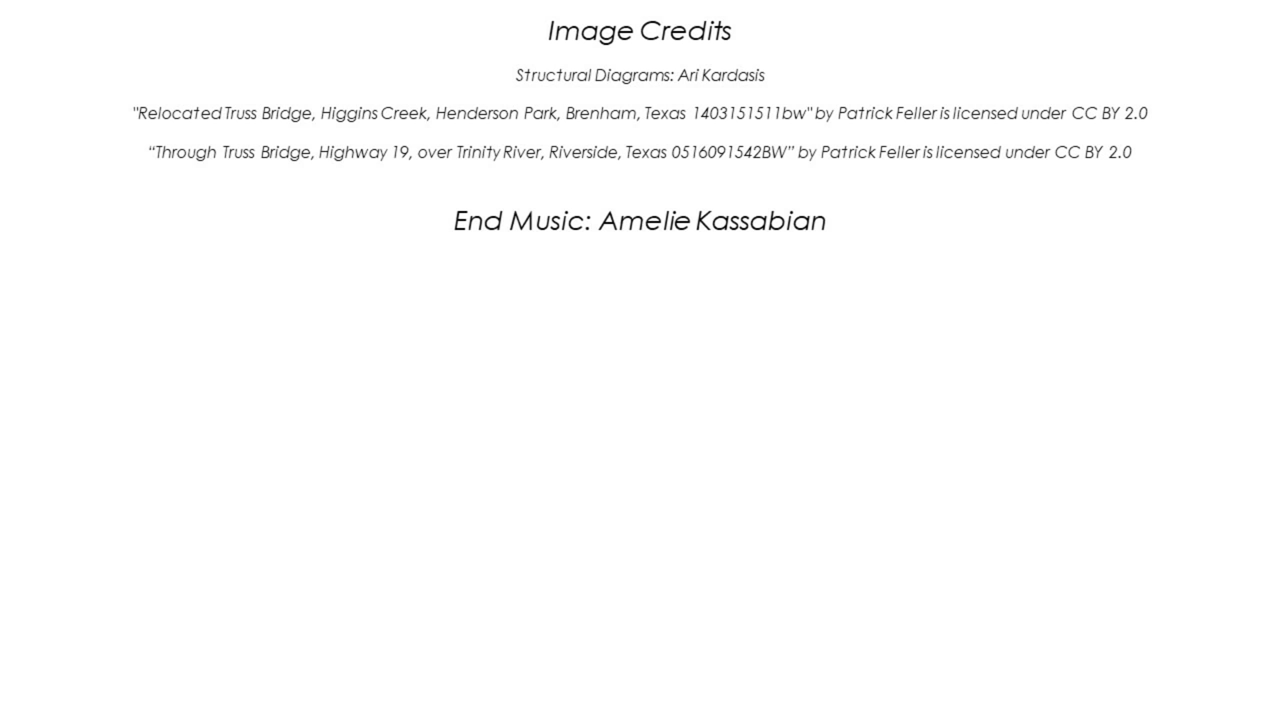 Image Credits
Structural Diagrams: Ari Kardasis
"Relocated Truss Bridge, Higgins Creek, Henderson Park, Brenham, Texas 1403151511bw" by Patrick Feller is licensed under CC BY 2.0
“Through Truss Bridge, Highway 19, over Trinity River, Riverside, Texas 0516091542BW” by Patrick Feller is licensed under CC BY 2.0
End Music: Amelie Kassabian